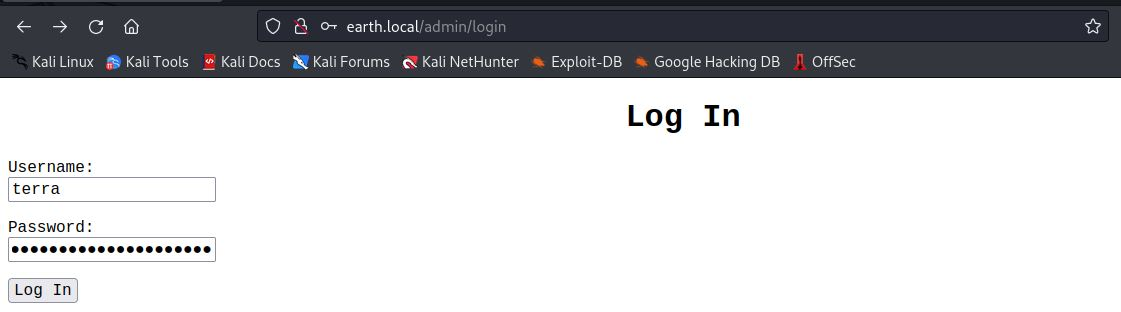 earth.local/admin/login
Kali Linux Kali Tools Kali Docs Kali Forums Kali NetHunter Exploit-DB Google Hacking DB OffSec
Log In
Username:
terra
Password:
●●●●●●●●●●●●●●●●●●●●●
Log In